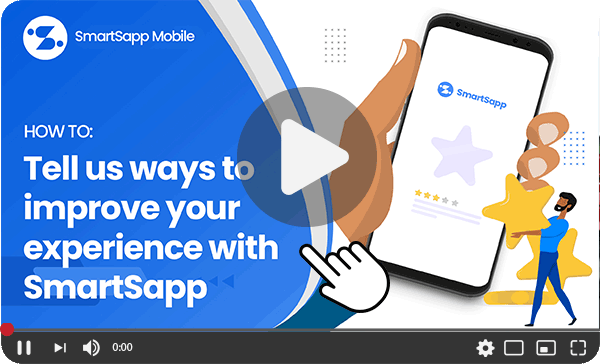 SmartSapp Mobile
HOW TO:
Tell us ways to
improve your
experience with
SmartSapp
SmartSapp
0:00